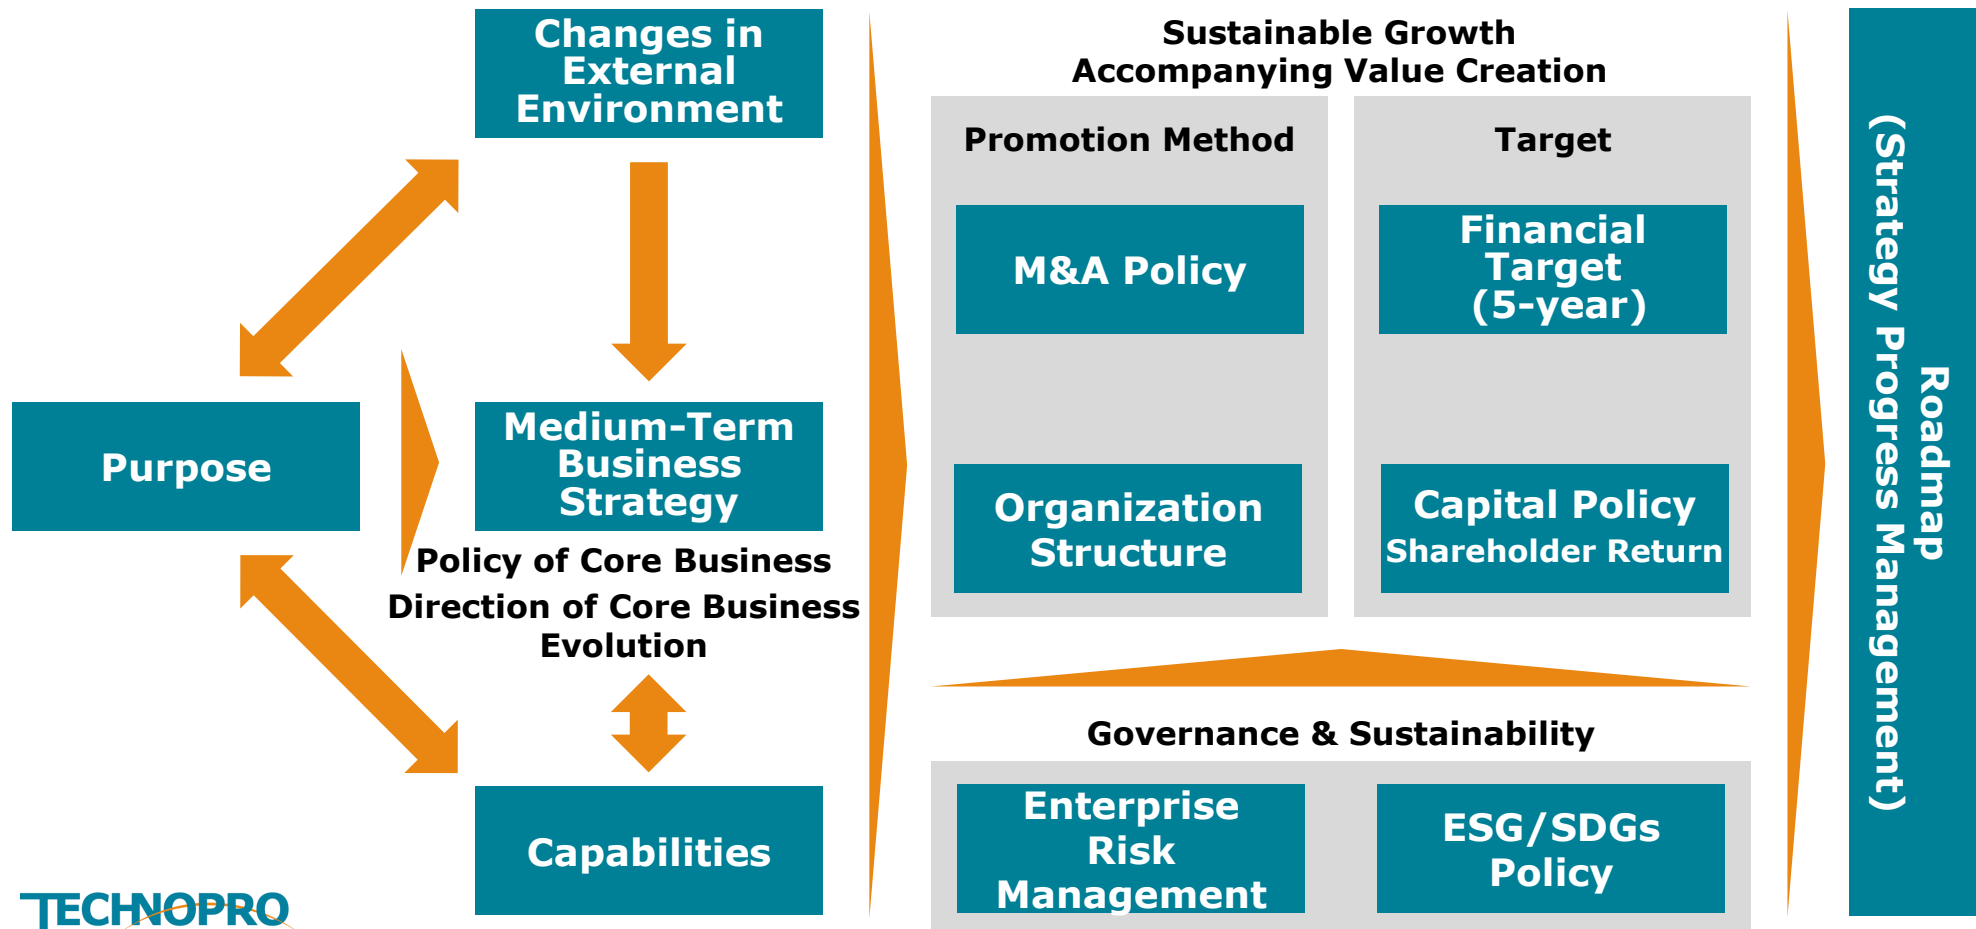 Changes in
External
Environment
Purpose
Medium-Term
Business
Strategy
Policy of Core Business
Direction of Core Business
Evolution
Capabilities
TECHNOPRO
Sustainable Growth
Accompanying Value Creation
Promotion Method
M&A Policy
Organization
Structure
Target
Financial
Target
(5-year)
Capital Policy
Shareholder Return
Governance & Sustainability
Enterprise
Risk
Management
ESG/SDGs
Policy
Roadmap
(Strategy Progress Management)